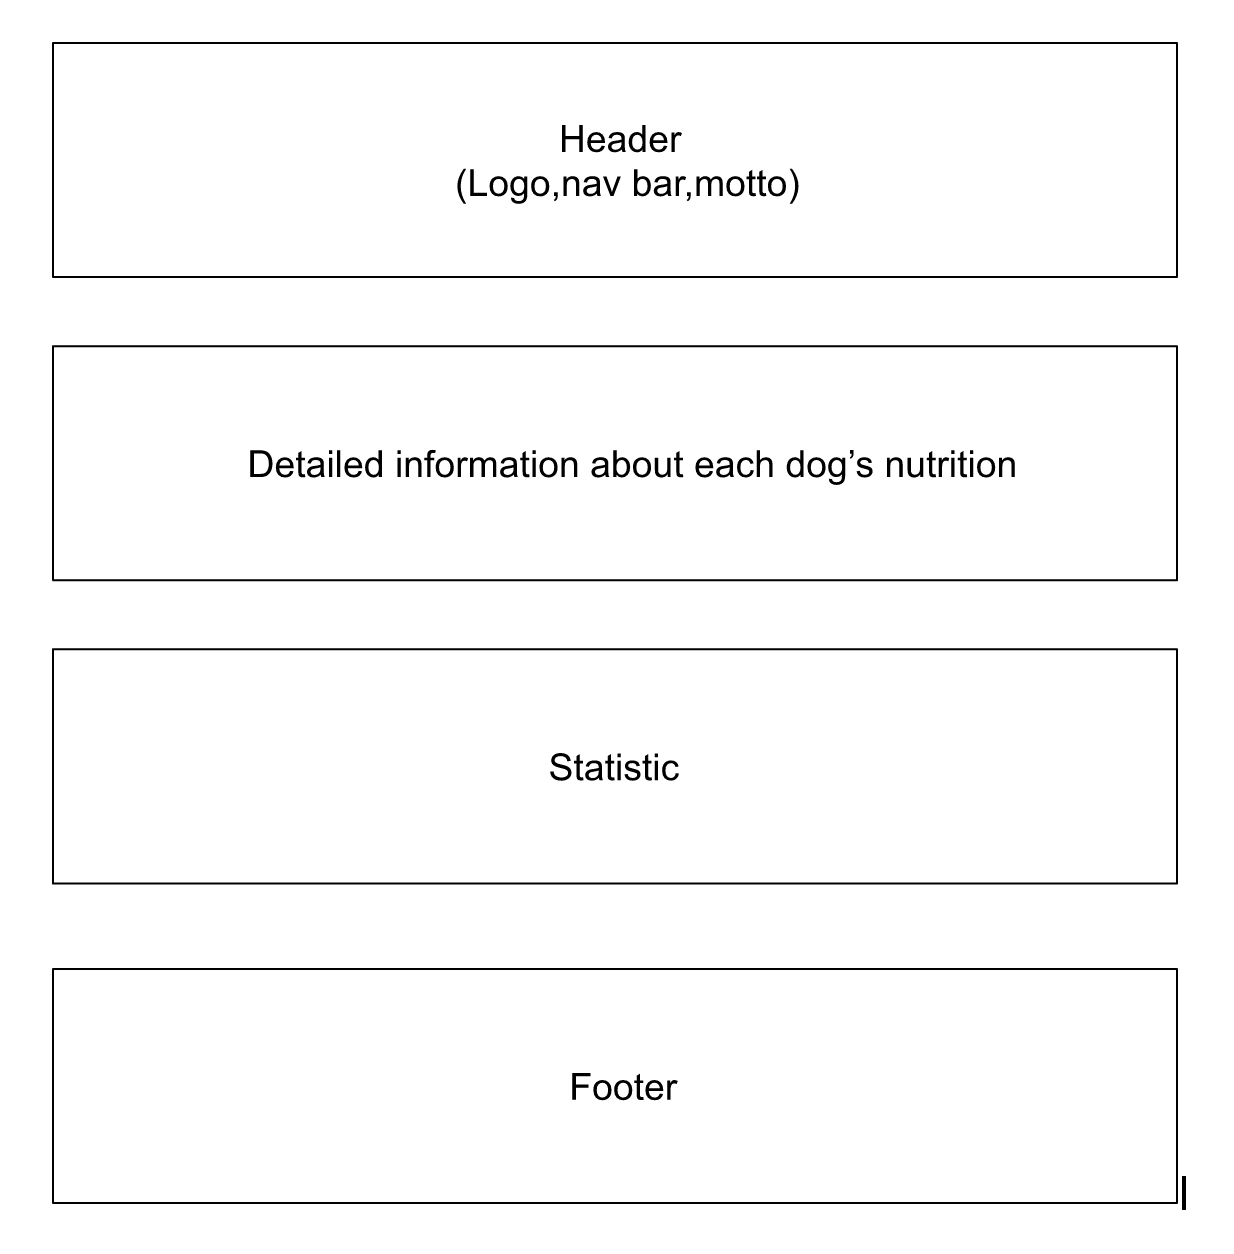 Header
(Logo,nav bar,motto)
Detailed information about each dog’s nutrition
Statistic
Footer